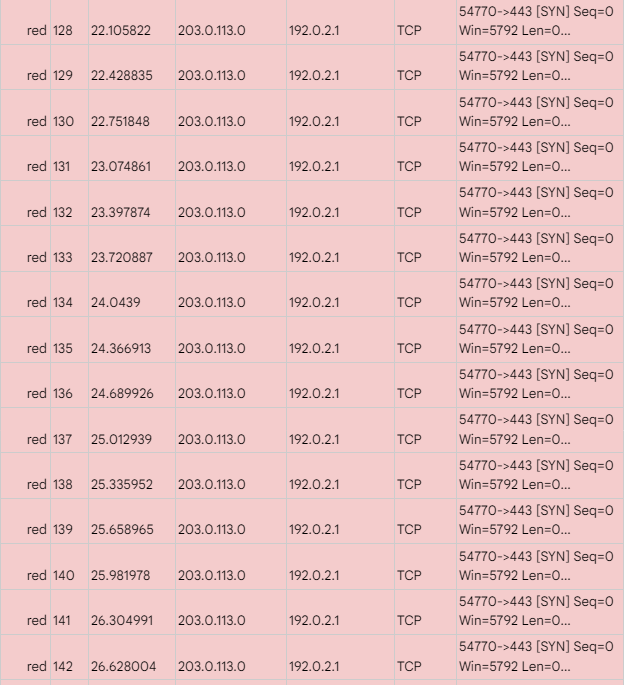 54770->443 [SYN] Seq=0
red 128 22.105822 203.0.113.0 192.0.2.1 TCP Win=5792 Len=0...
54770->443 [SYN] Seq=0
red 129 22.428835 203.0.113.0 192.0.2.1 TCP Win=5792 Len=0...
54770->443 [SYN] Seq=0
red 130 22.751848 203.0.113.0 192.0.2.1 TCP Win=5792 Len=0...
54770->443 [SYN] Seq=0
red 131 23.074861 203.0.113.0 192.0.2.1 TCP Win=5792 Len=0...
54770->443 [SYN] Seq=0
red 132 23.397874 203.0.113.0 192.0.2.1 TCP Win=5792 Len=0...
54770->443 [SYN] Seq=0
red 133 23.720887 203.0.113.0 192.0.2.1 TCP Win=5792 Len=0...
54770->443 [SYN] Seq=0
red 134 24.0439 203.0.113.0 192.0.2.1 TCP Win=5792 Len=0...
54770->443 [SYN] Seq=0
red 135 24.366913 203.0.113.0 192.0.2.1 TCP Win=5792 Len=0...
54770->443 [SYN] Seq=0
red 136 24.689926 203.0.113.0 192.0.2.1 TCP Win=5792 Len=0...
54770->443 [SYN] Seq=0
red 137 25.012939 203.0.113.0 192.0.2.1 TCP Win=5792 Len=0...
54770->443 [SYN] Seq=0
red 138 25.335952 203.0.113.0 192.0.2.1 TCP Win=5792 Len=0...
54770->443 [SYN] Seq=0
red 139 25.658965 203.0.113.0 192.0.2.1 TCP Win=5792 Len=0...
54770->443 [SYN] Seq=0
red 140 25.981978 203.0.113.0 192.0.2.1 TCP Win=5792 Len=0...
54770->443 [SYN] Seq=0
red 141 26.304991 203.0.113.0 192.0.2.1 TCP Win=5792 Len=0...
54770->443 [SYN] Seq=0
red 142 26.628004 203.0.113.0 192.0.2.1 TCP Win=5792 Len=0...